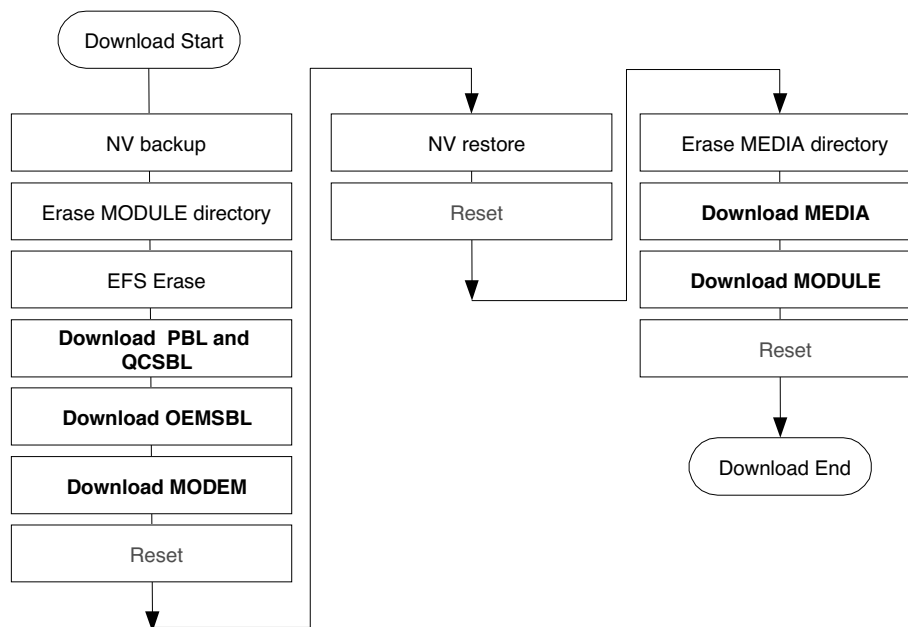 Download Start
NV backup
Erase MODULE directory
EFS Erase
Download PBL and
QCSBL
Download OEMSBL
Download MODEM
Reset
NV restore
Reset
Erase MEDIA directory
Download MEDIA
Download MODULE
Reset
Download End